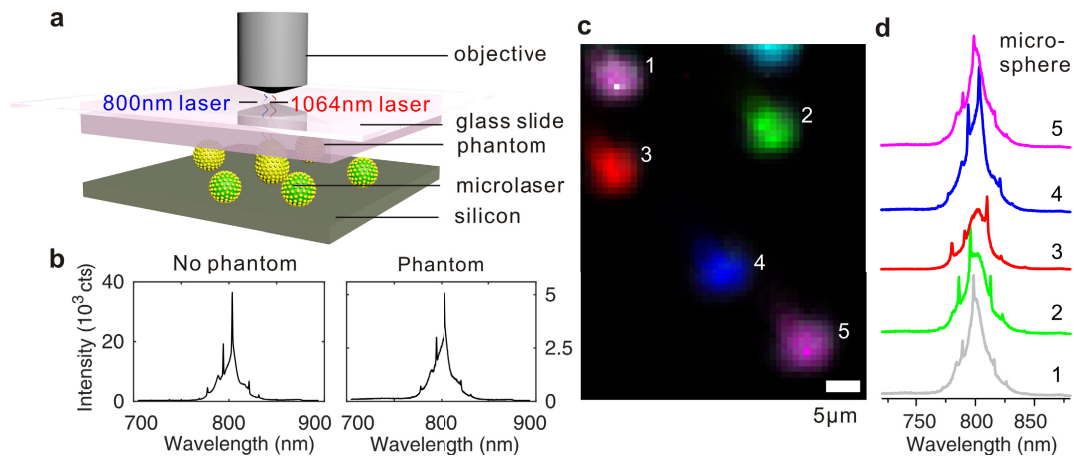 a
objective
800nm laser
1064nm laser
glass slide
phantom
microlaser
silicon
b
No phantom
Phantom
Intensity (10³ cts)
40
20
0
700
800
900
Wavelength (nm)
5
2.5
0
700
800
900
Wavelength (nm)
c
1
2
3
4
5
5µm
d
micro-
sphere
5
4
3
2
1
750
800
850
Wavelength (nm)